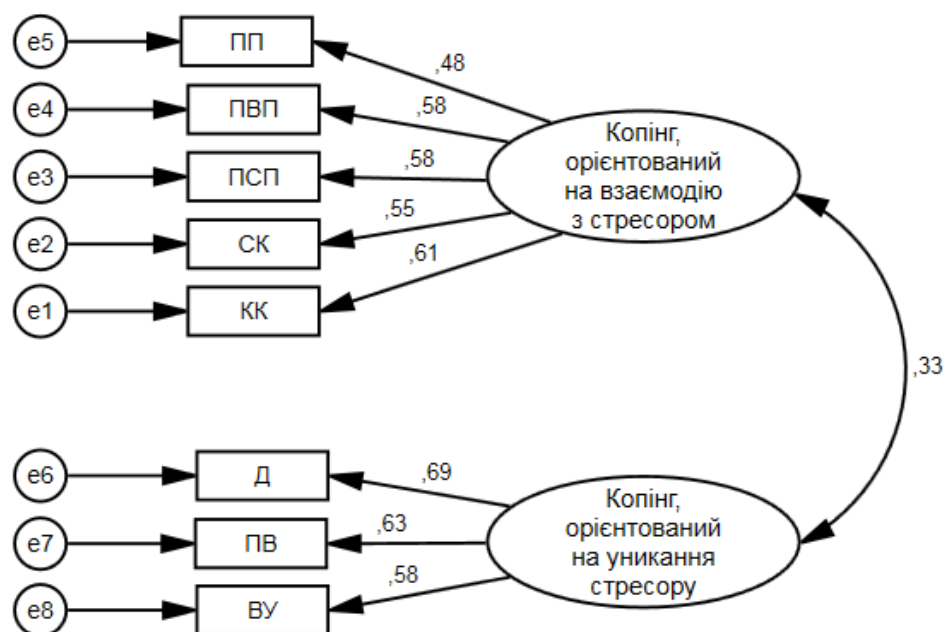 e5
ПП
,48
e4
ПВП
,58
e3
ПСП
,58
e2
СК
,55
e1
КК
,61
Копінг,
орієнтований
на взаємодію
з стресором
,33
e6
Д
,69
e7
ПВ
,63
e8
ВУ
,58
Копінг,
орієнтований
на уникання
стресору